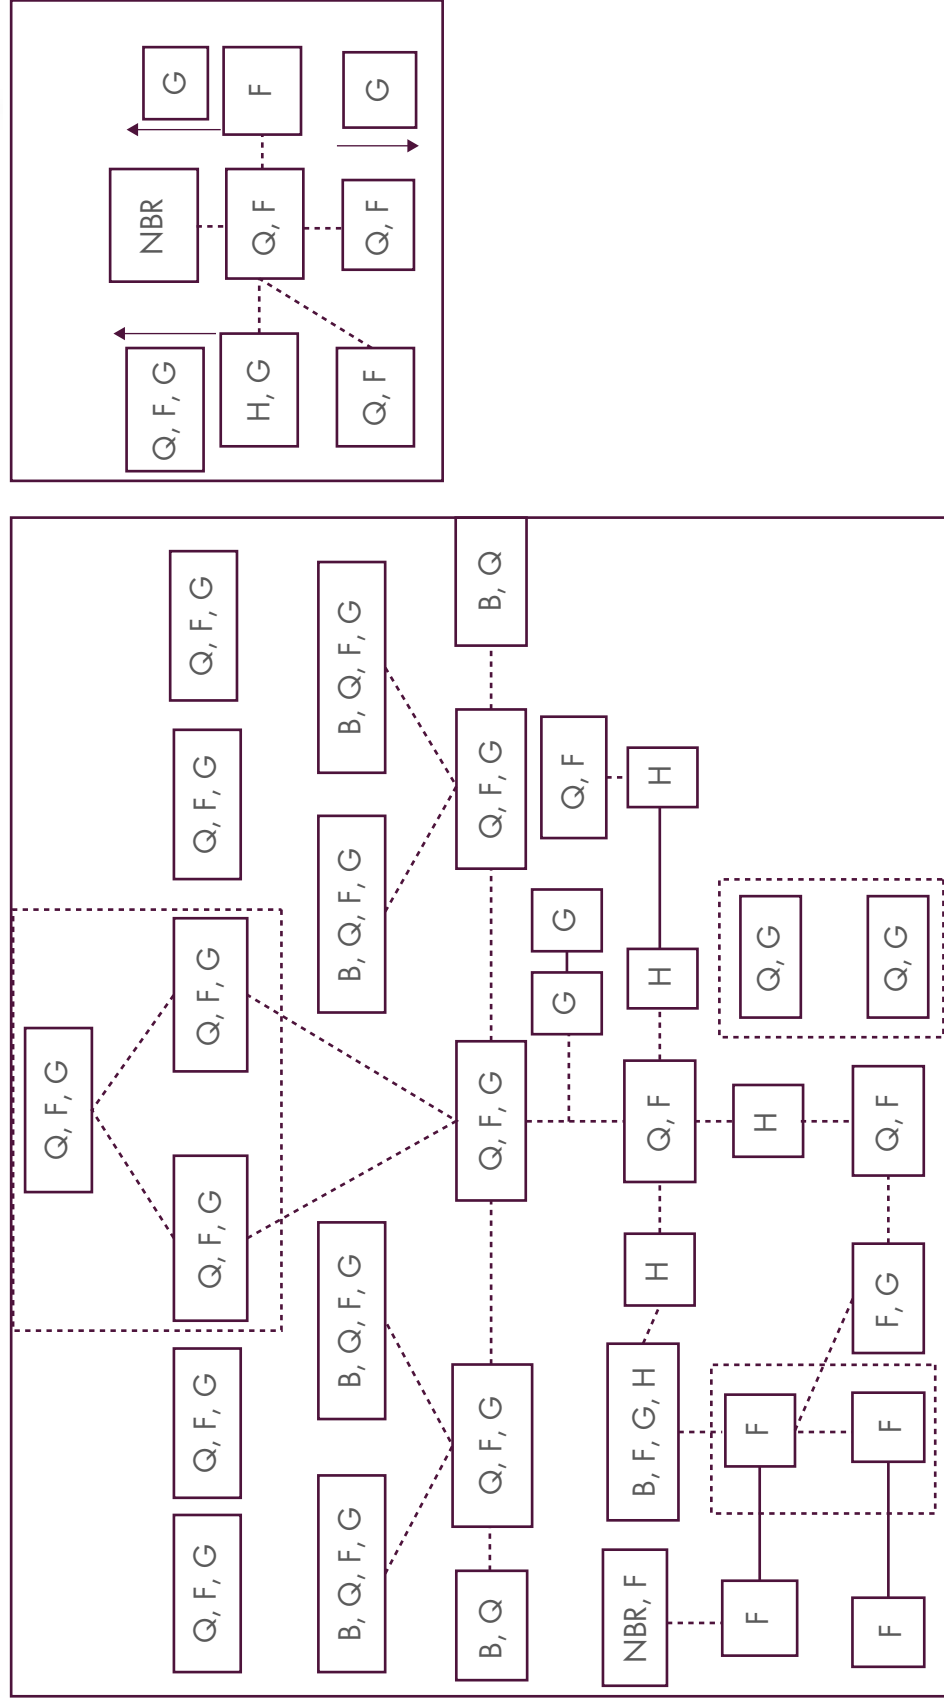 Q, F, G
Q, F, G
Q, F, G
Q, F, G
Q, F, G
Q, F, G
Q, F, G
B, Q, F, G
B, Q, F, G
B, Q, F, G
B, Q, F, G
B, Q
Q, F, G
Q, F, G
Q, F, G
B, Q
G
G
Q, F
NBR, F
B, F, G, H
H
Q, F
H
H
F
F
H
Q, G
F
F
F, G
Q, F
Q, G
Q, F, G
NBR
G
H, G
Q, F
F
Q, F
Q, F
G